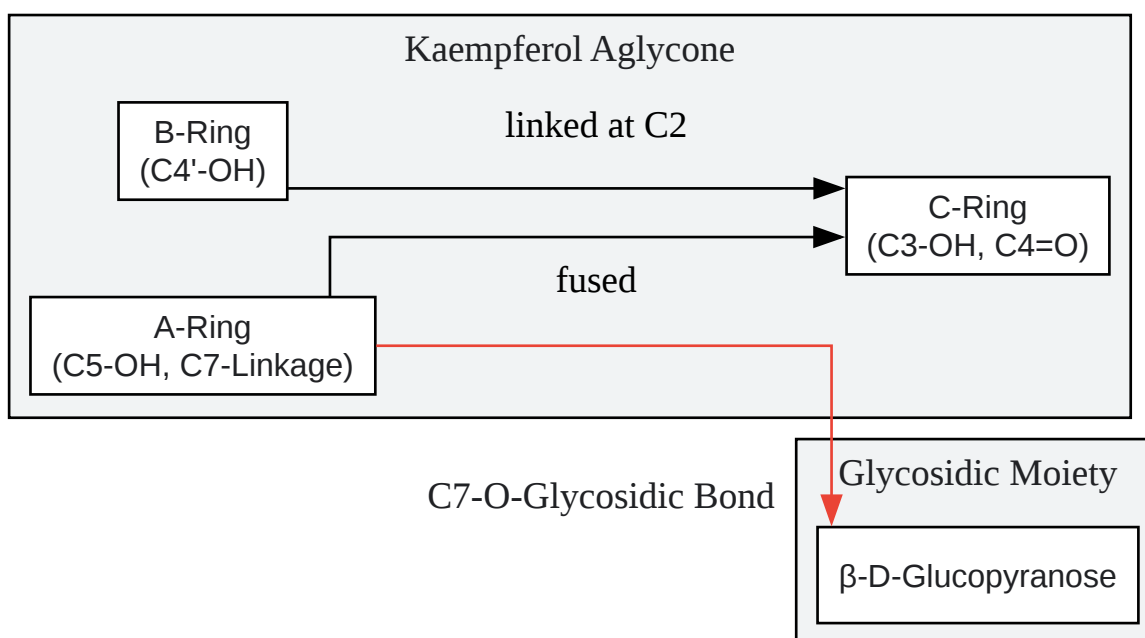 Kaempferol Aglycone
B-Ring
(C4'-OH)
linked at C2
C-Ring
(C3-OH, C4=O)
fused
A-Ring
(C5-OH, C7-Linkage)
C7-O-Glycosidic Bond
Glycosidic Moiety
β-D-Glucopyranose